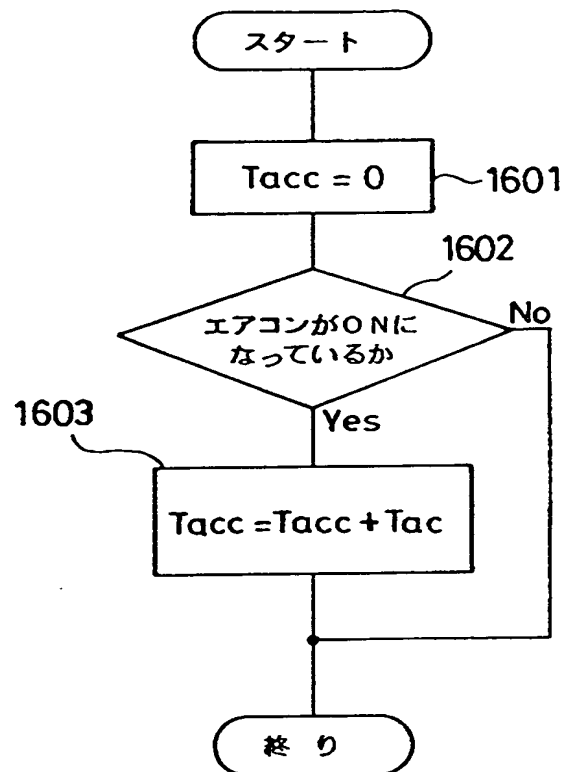 スタート
Tacc = 0
1601
1602
エアコンがONに
なっているか
No
Yes
1603
Tacc=Tacc+Tac
終り